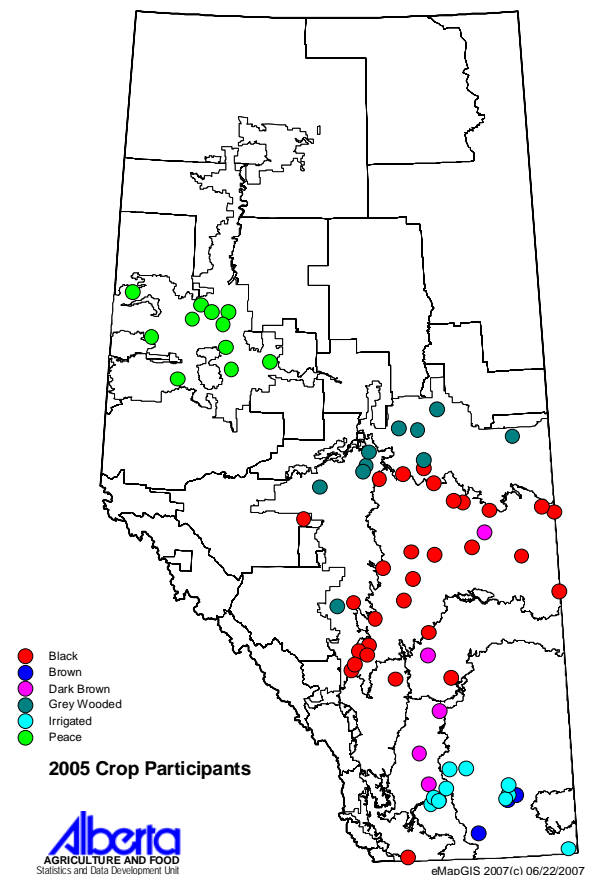 Black
Brown
Dark Brown
Grey Wooded
Irrigated
Peace
2005 Crop Participants
Alberta
AGRICULTURE AND FOOD
Statistics and Data Development Unit
eMapGIS 2007(c) 06/22/2007